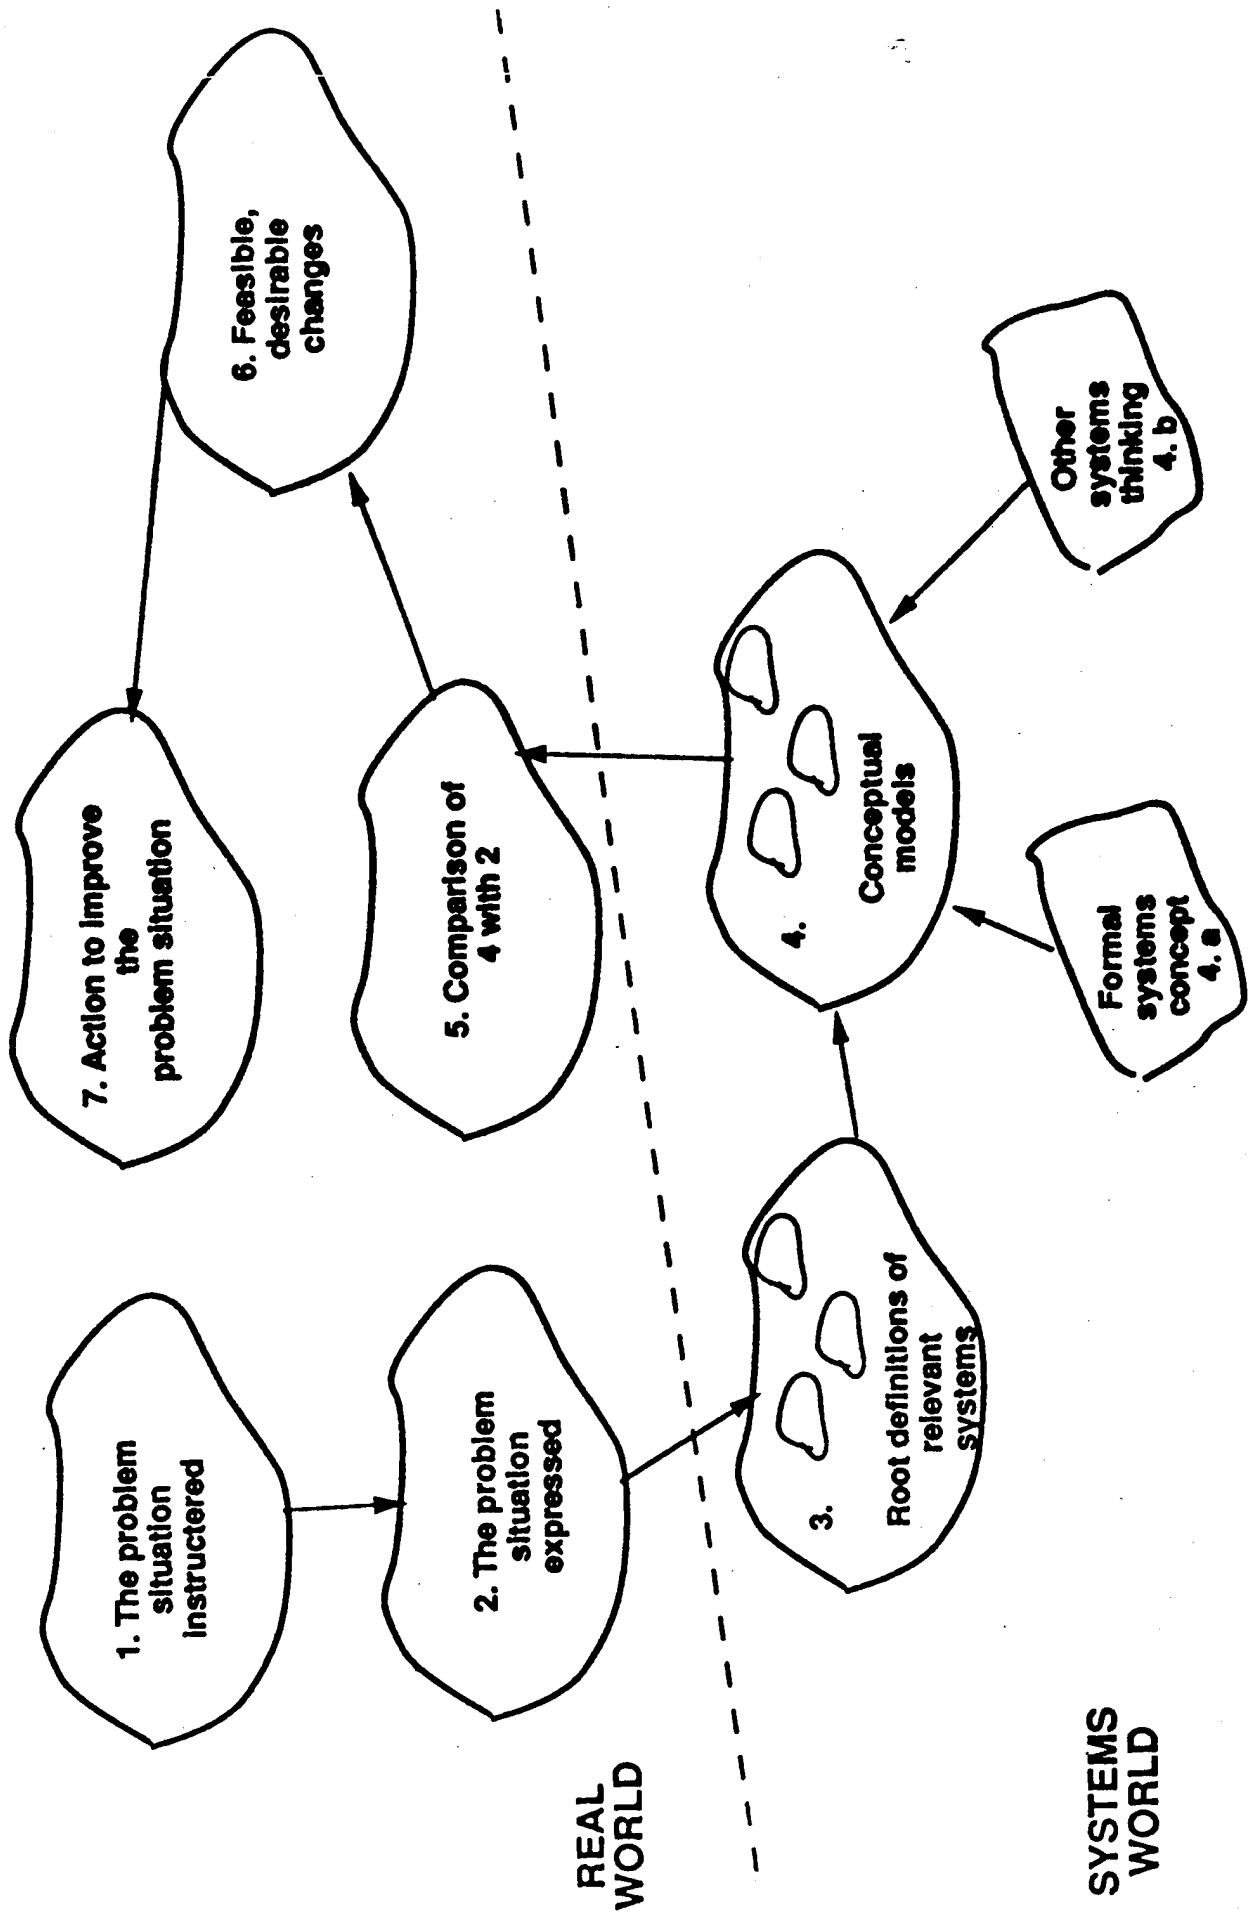 1. The problem
situation
instructered
2. The problem
situation
expressed
3.
Root definitions of
relevant
systems
4.
Conceptual
models
Formal
systems
concept
4. a
Other
systems
thinking
4. b
5. Comparison of
4 with 2
6. Feasible,
desirable
changes
7. Action to improve
the
problem situation
REAL
WORLD
SYSTEMS
WORLD